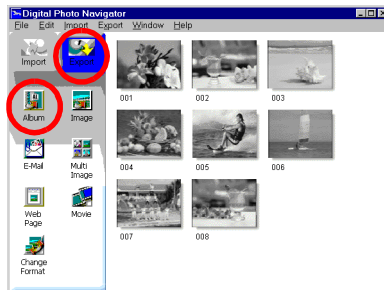 Digital Photo Navigator
File Edit Import Export Window Help
Import Export
001 002 003
Album Image
004 005 006
E-Mail Multi Image
Web Page Movie
007 008
Change Format